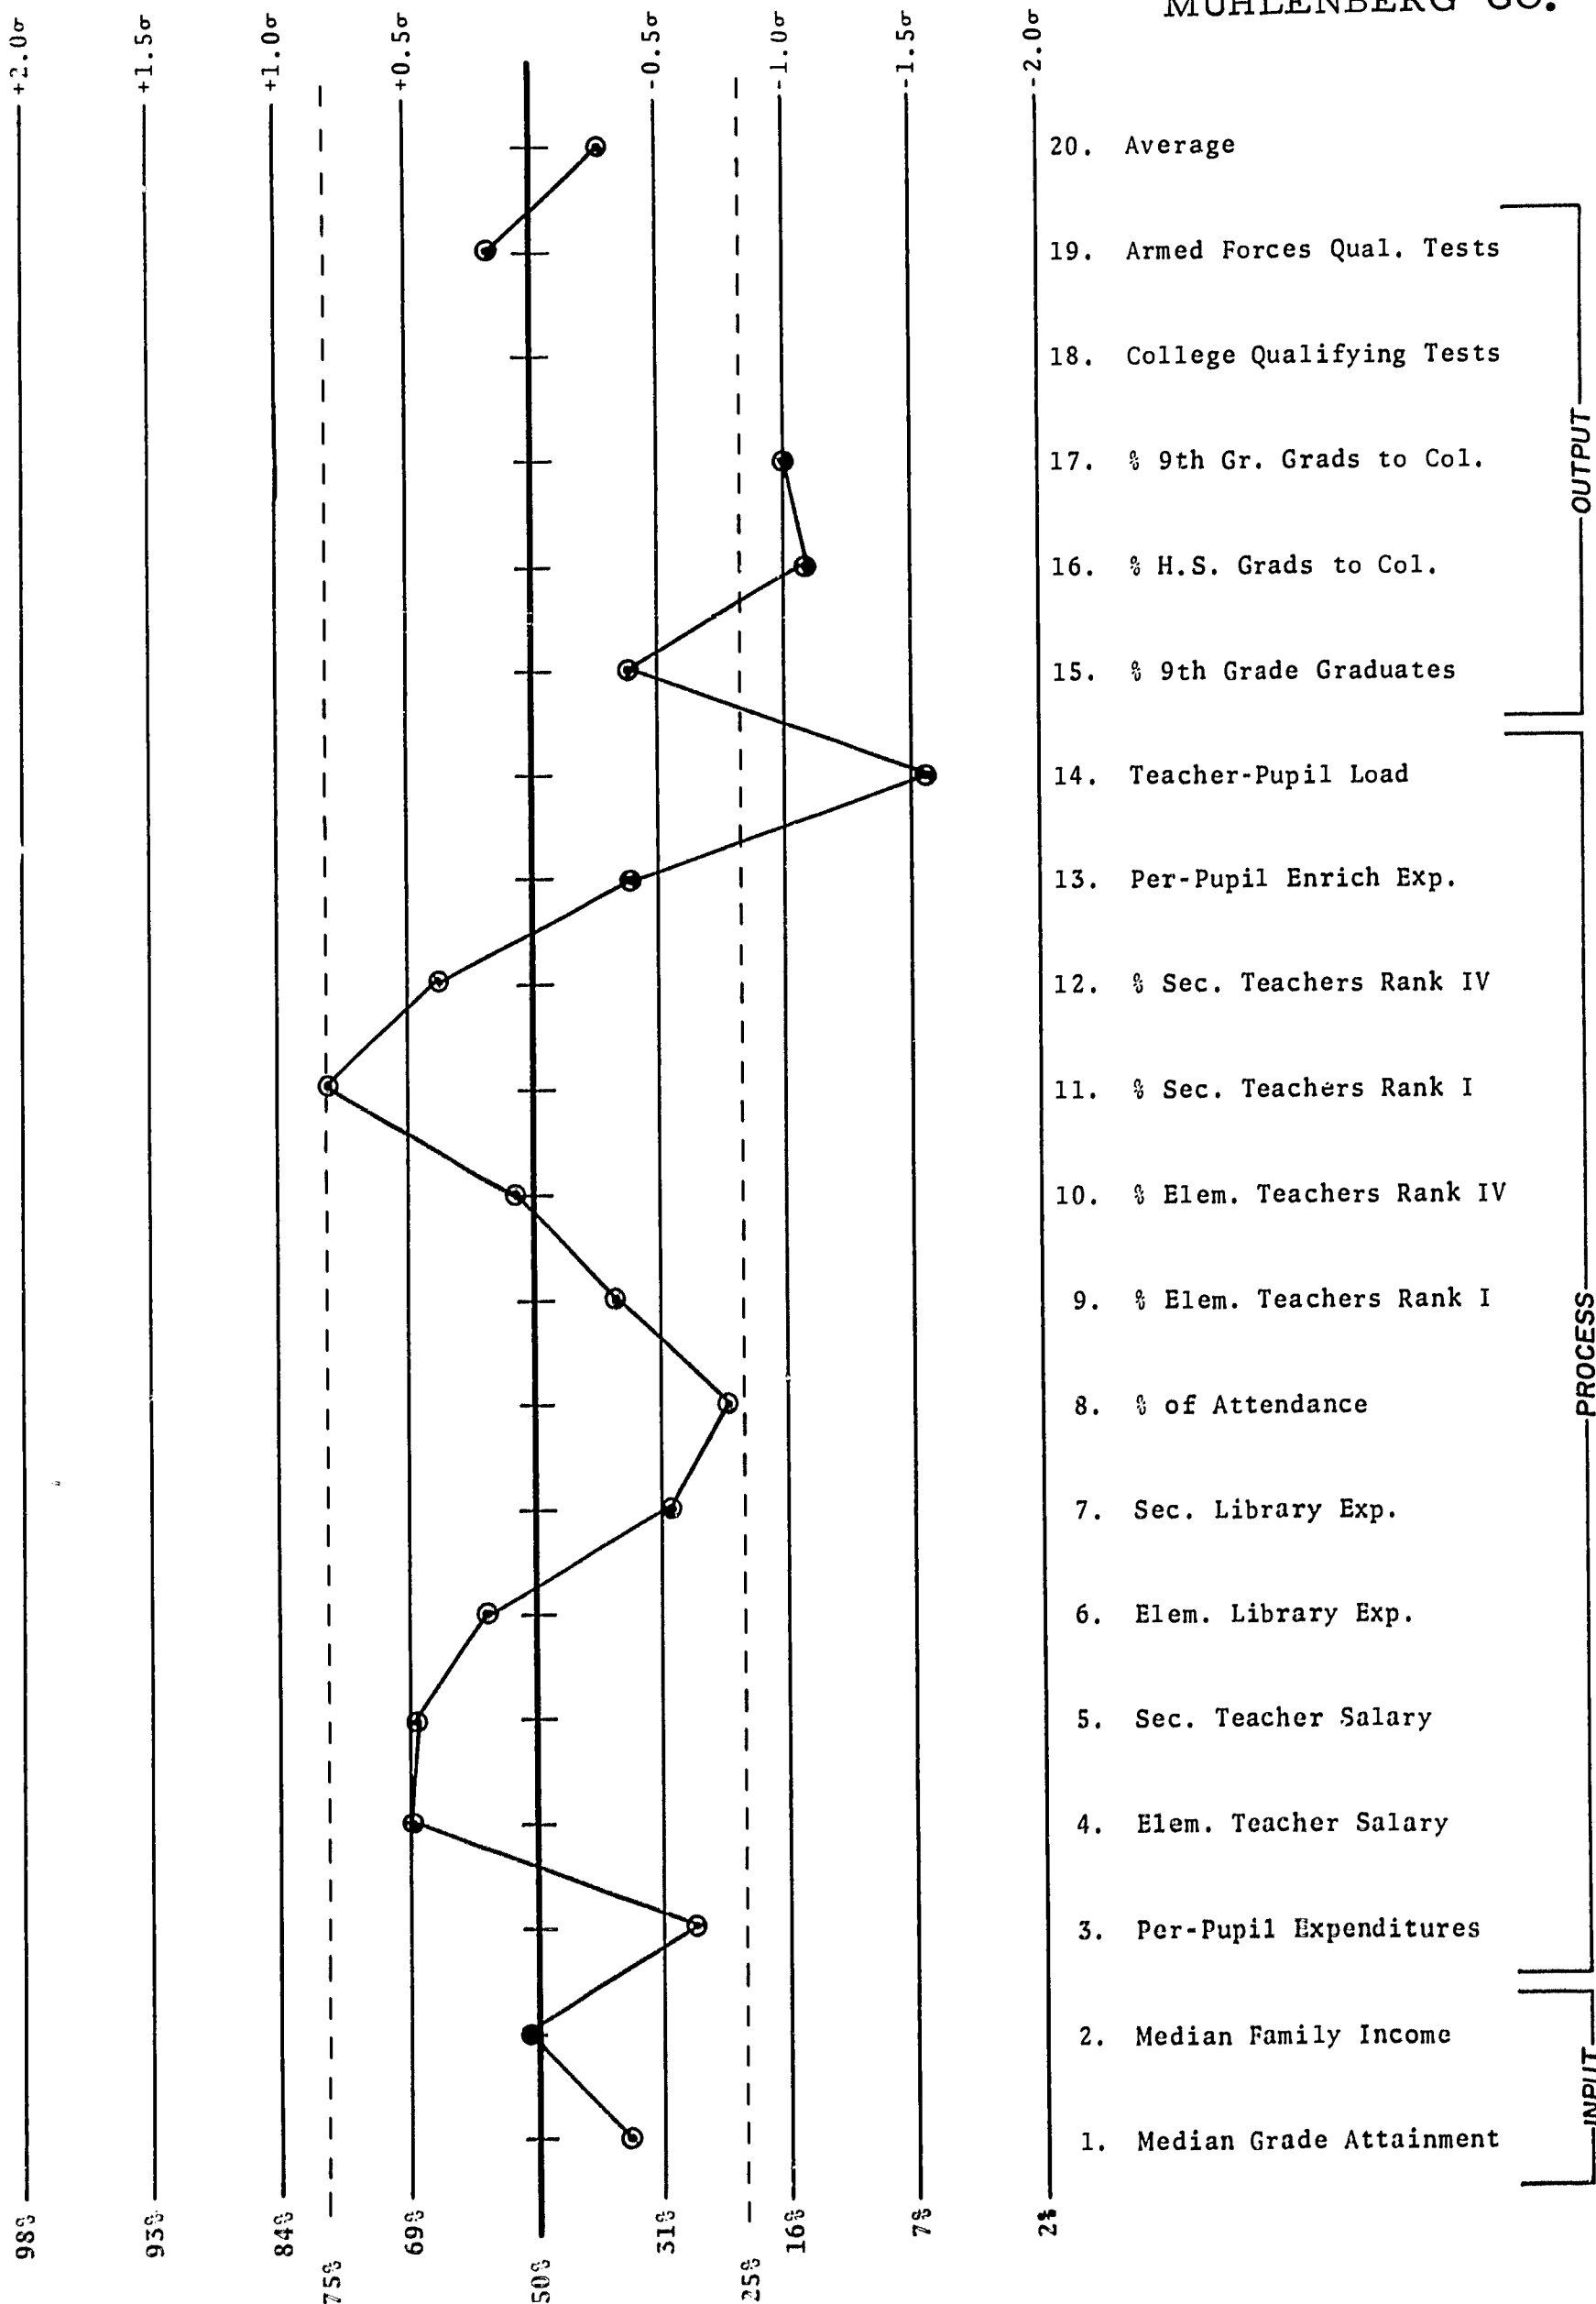 MUHLENBERG CO.
+2.0σ
+1.5σ
+1.0σ
+0.5σ
-0.5σ
-1.0σ
-1.5σ
-2.0σ
20. Average
19. Armed Forces Qual. Tests
18. College Qualifying Tests
17. % 9th Gr. Grads to Col.
16. % H.S. Grads to Col.
15. % 9th Grade Graduates
OUTPUT
14. Teacher-Pupil Load
13. Per-Pupil Enrich Exp.
12. % Sec. Teachers Rank IV
11. % Sec. Teachers Rank I
10. % Elem. Teachers Rank IV
9. % Elem. Teachers Rank I
8. % of Attendance
7. Sec. Library Exp.
6. Elem. Library Exp.
5. Sec. Teacher Salary
4. Elem. Teacher Salary
3. Per-Pupil Expenditures
PROCESS
2. Median Family Income
1. Median Grade Attainment
INPUT
98%
93%
84%
75%
69%
50%
31%
25%
16%
7%
2%